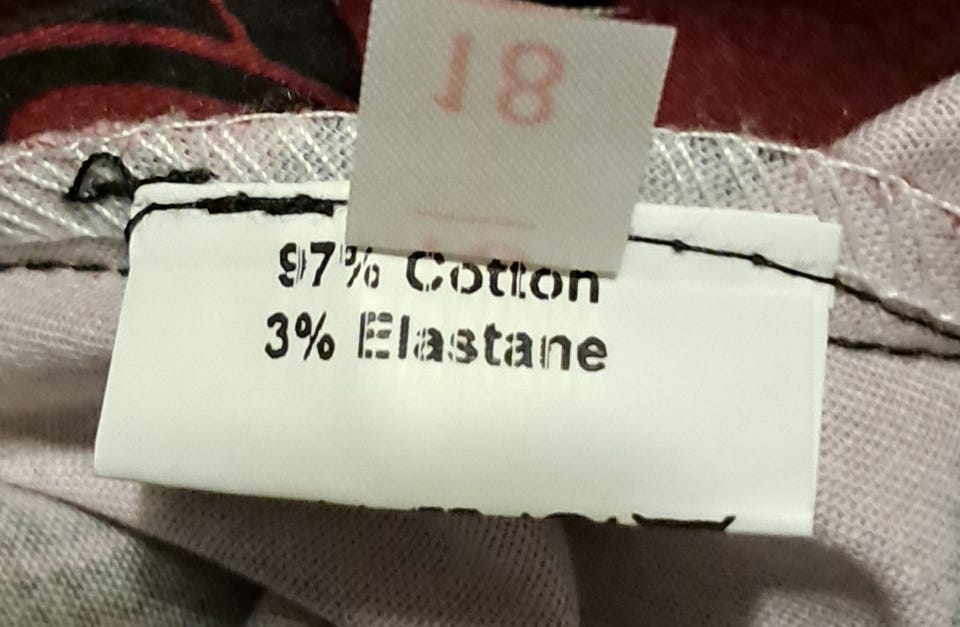 18
97% Cotton
3% Elastane